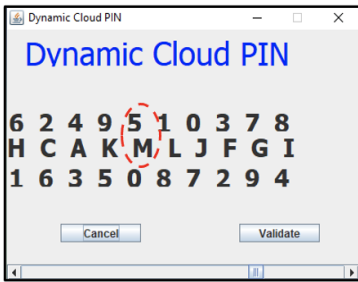 Dynamic Cloud PIN
Dynamic Cloud PIN
6 2 4 9 5 1 0 3 7 8
H C A K M L J F G I
1 6 3 5 0 8 7 2 9 4
Cancel Validate